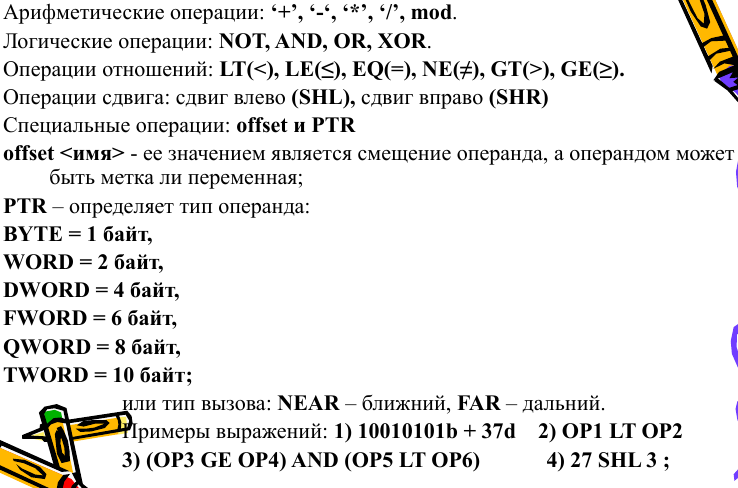 Арифметические операции: ‘+’, ‘-‘, ‘*’, ‘/’, mod.
Логические операции: NOT, AND, OR, XOR.
Операции отношений: LT(<), LE(≤), EQ(=), NE(≠), GT(>), GE(≥).
Операции сдвига: сдвиг влево (SHL), сдвиг вправо (SHR)
Специальные операции: offset и PTR
offset <имя> - ее значением является смещение операнда, а операндом может
быть метка ли переменная;
PTR – определяет тип операнда:
BYTE = 1 байт,
WORD = 2 байт,
DWORD = 4 байт,
FWORD = 6 байт,
QWORD = 8 байт,
TWORD = 10 байт;
или тип вызова: NEAR – ближний, FAR – дальний.
Примеры выражений: 1) 10010101b + 37d 2) OP1 LT OP2
3) (OP3 GE OP4) AND (OP5 LT OP6) 4) 27 SHL 3 ;